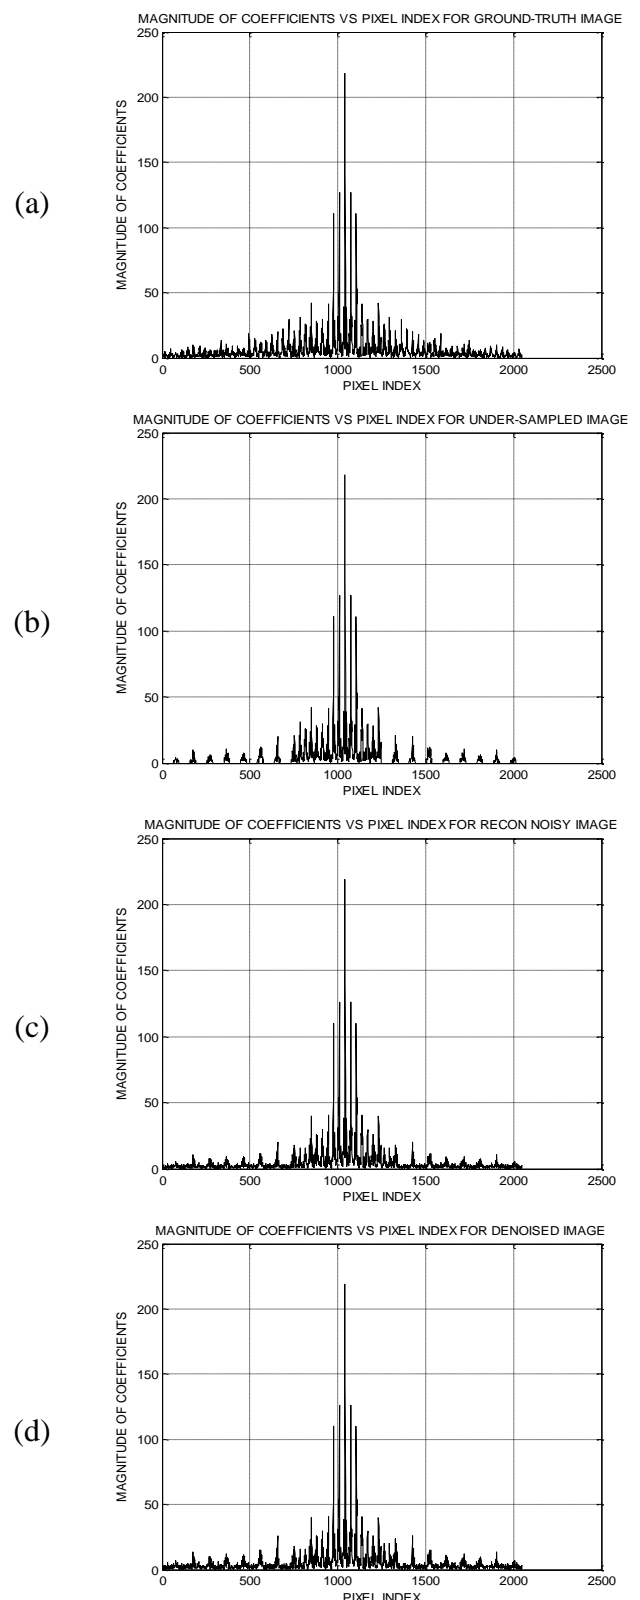 MAGNITUDE OF COEFFICIENTS VS PIXEL INDEX FOR GROUND-TRUTH IMAGE
250
200
150
100
50
0
MAGNITUDE OF COEFFICIENTS
(a)
0 500 1000 1500 2000 2500
PIXEL INDEX
MAGNITUDE OF COEFFICIENTS VS PIXEL INDEX FOR UNDER-SAMPLED IMAGE
250
200
150
100
50
0
MAGNITUDE OF COEFFICIENTS
(b)
0 500 1000 1500 2000 2500
PIXEL INDEX
MAGNITUDE OF COEFFICIENTS VS PIXEL INDEX FOR RECON NOISY IMAGE
250
200
150
100
50
0
MAGNITUDE OF COEFFICIENTS
(c)
0 500 1000 1500 2000 2500
PIXEL INDEX
MAGNITUDE OF COEFFICIENTS VS PIXEL INDEX FOR DENOISED IMAGE
250
200
150
100
50
0
MAGNITUDE OF COEFFICIENTS
(d)
0 500 1000 1500 2000 2500
PIXEL INDEX